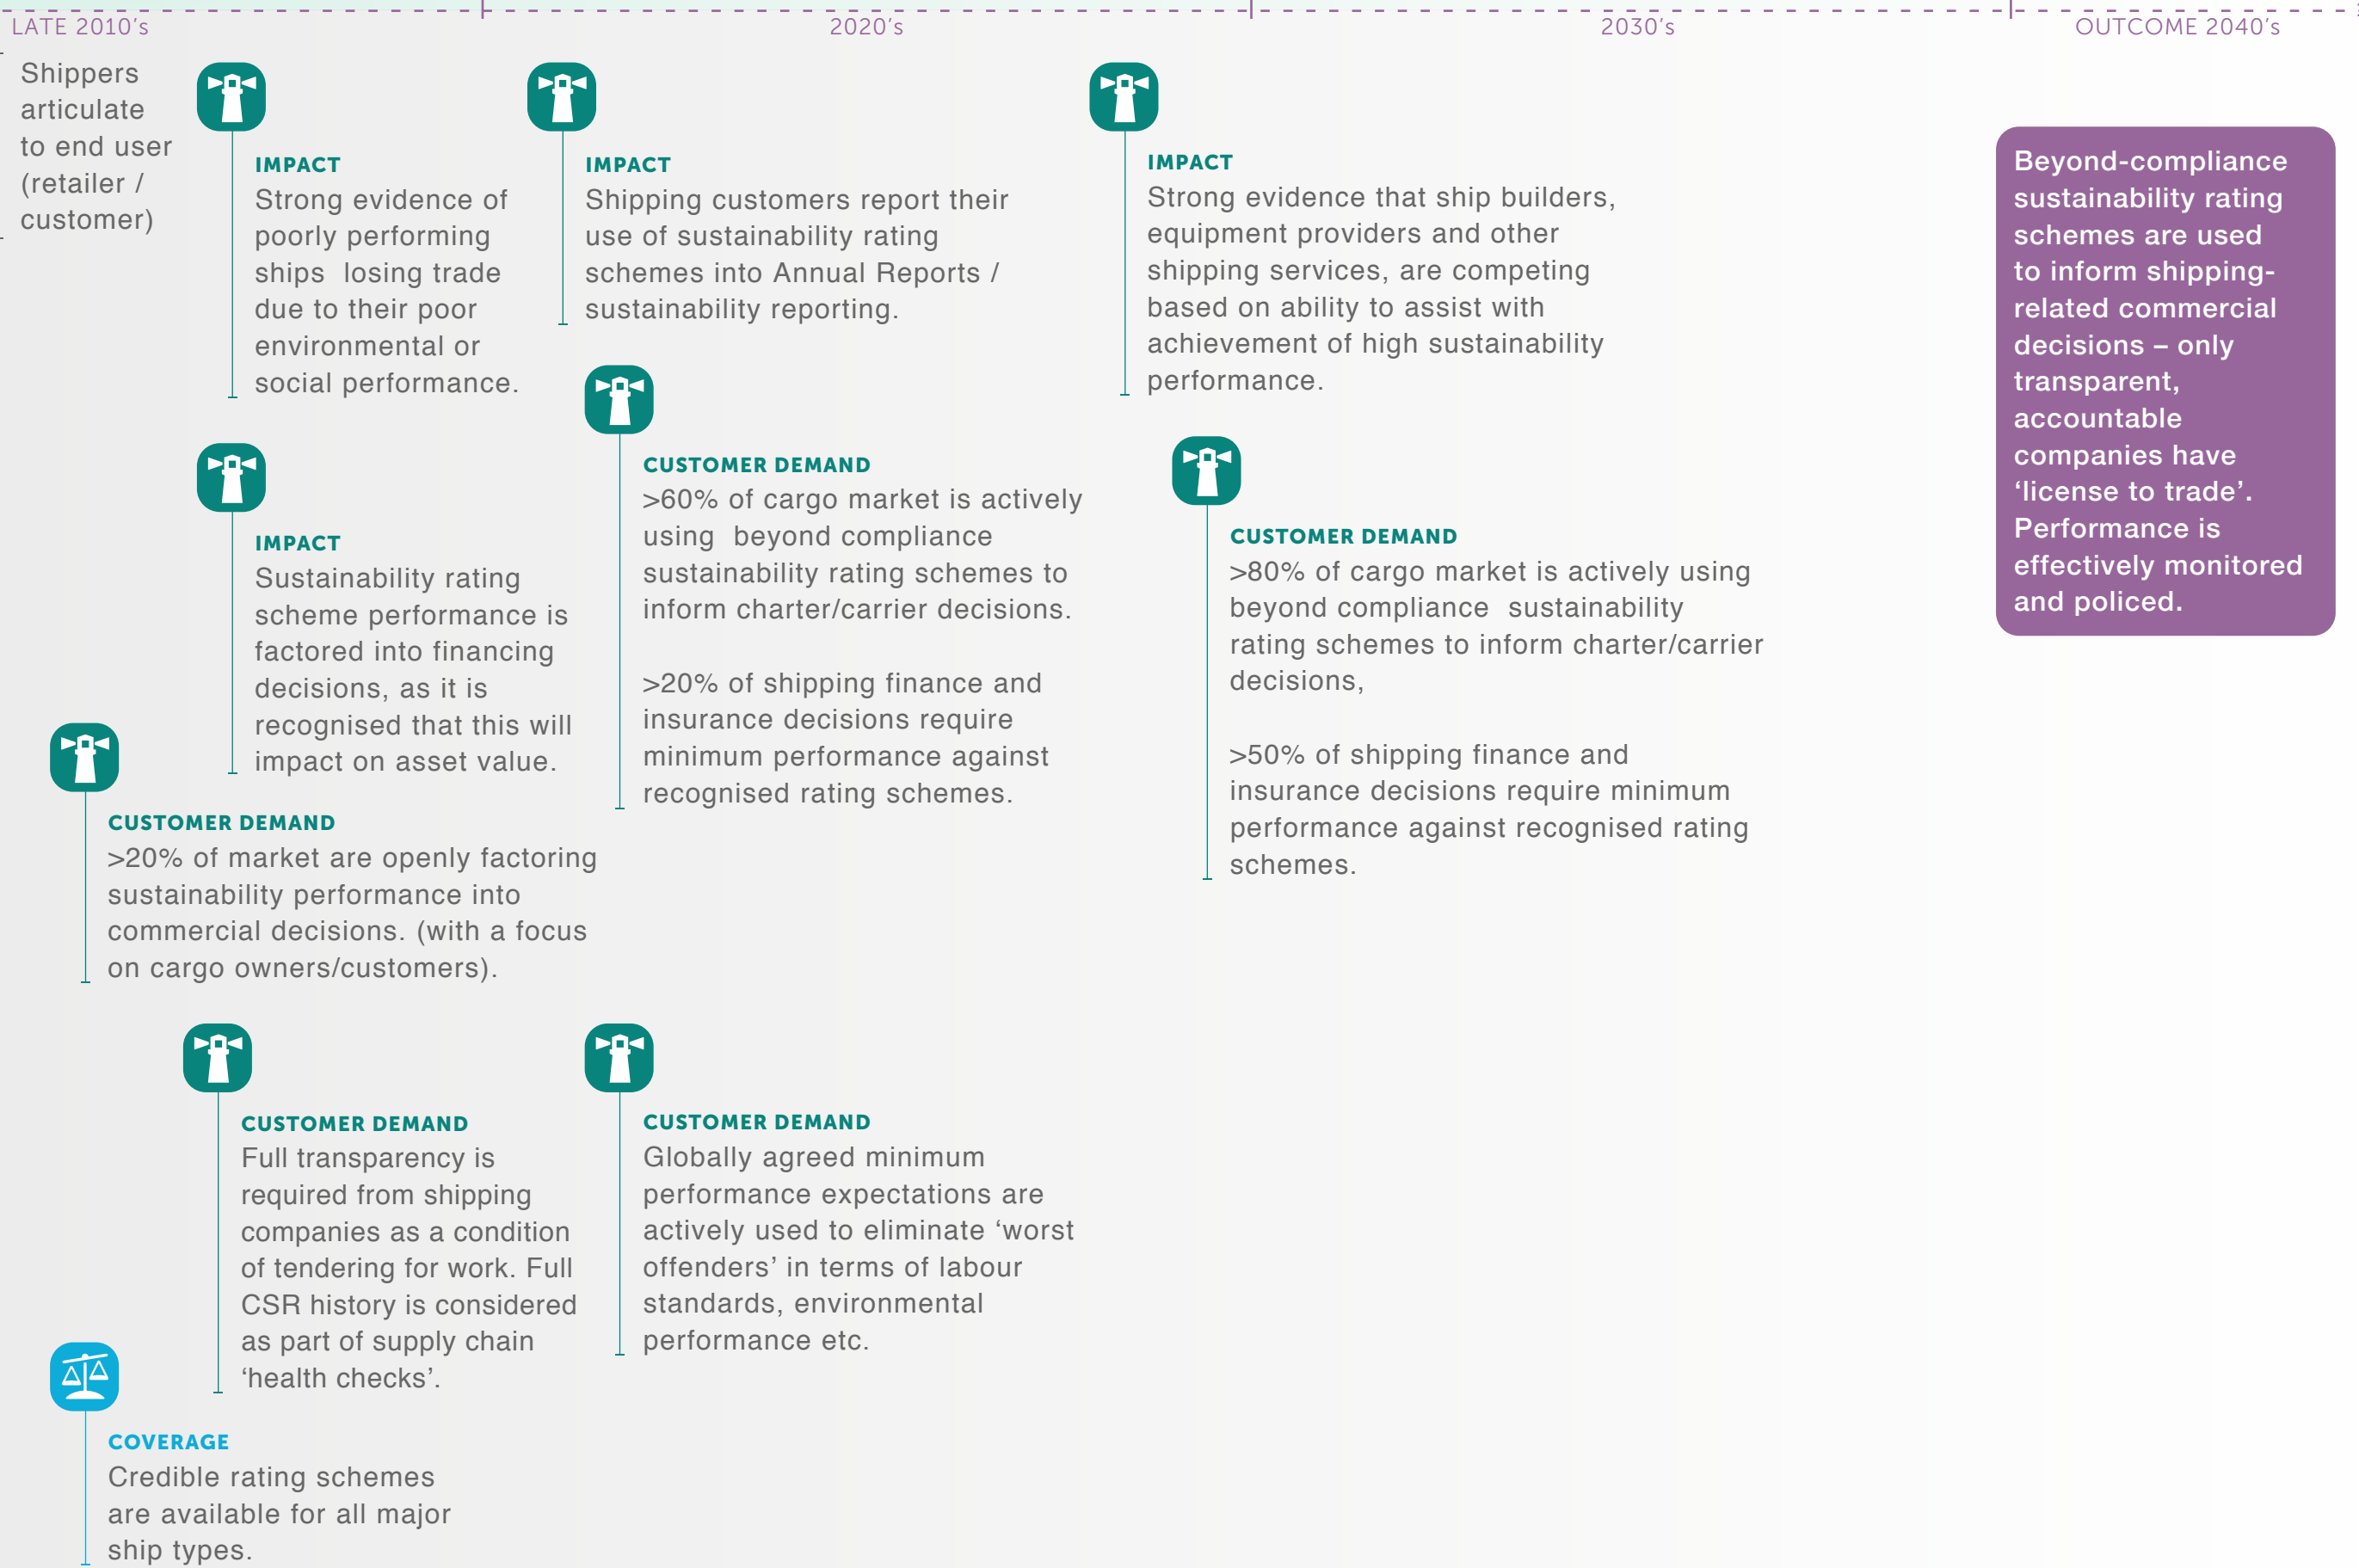 LATE 2010's
2020's
2030's
OUTCOME 2040's
Shippers
articulate
to end user
(retailer /
customer)
IMPACT
Strong evidence of
poorly performing
ships  losing trade
due to their poor
environmental or
social performance.
IMPACT
Shipping customers report their
use of sustainability rating
schemes into Annual Reports /
sustainability reporting.
IMPACT
Strong evidence that ship builders,
equipment providers and other
shipping services, are competing
based on ability to assist with
achievement of high sustainability
performance.
Beyond-compliance
sustainability rating
schemes are used
to inform shipping-
related commercial
decisions – only
transparent,
accountable
companies have
‘license to trade’.
Performance is
effectively monitored
and policed.
IMPACT
Sustainability rating
scheme performance is
factored into financing
decisions, as it is
recognised that this will
impact on asset value.
CUSTOMER DEMAND
>60% of cargo market is actively
using  beyond compliance
sustainability rating schemes to
inform charter/carrier decisions.
>20% of shipping finance and
insurance decisions require
minimum performance against
recognised rating schemes.
CUSTOMER DEMAND
>80% of cargo market is actively using
beyond compliance  sustainability
rating schemes to inform charter/carrier
decisions,
>50% of shipping finance and
insurance decisions require minimum
performance against recognised rating
schemes.
CUSTOMER DEMAND
>20% of market are openly factoring
sustainability performance into
commercial decisions. (with a focus
on cargo owners/customers).
CUSTOMER DEMAND
Full transparency is
required from shipping
companies as a condition
of tendering for work. Full
CSR history is considered
as part of supply chain
‘health checks’.
CUSTOMER DEMAND
Globally agreed minimum
performance expectations are
actively used to eliminate ‘worst
offenders’ in terms of labour
standards, environmental
performance etc.
COVERAGE
Credible rating schemes
are available for all major
ship types.